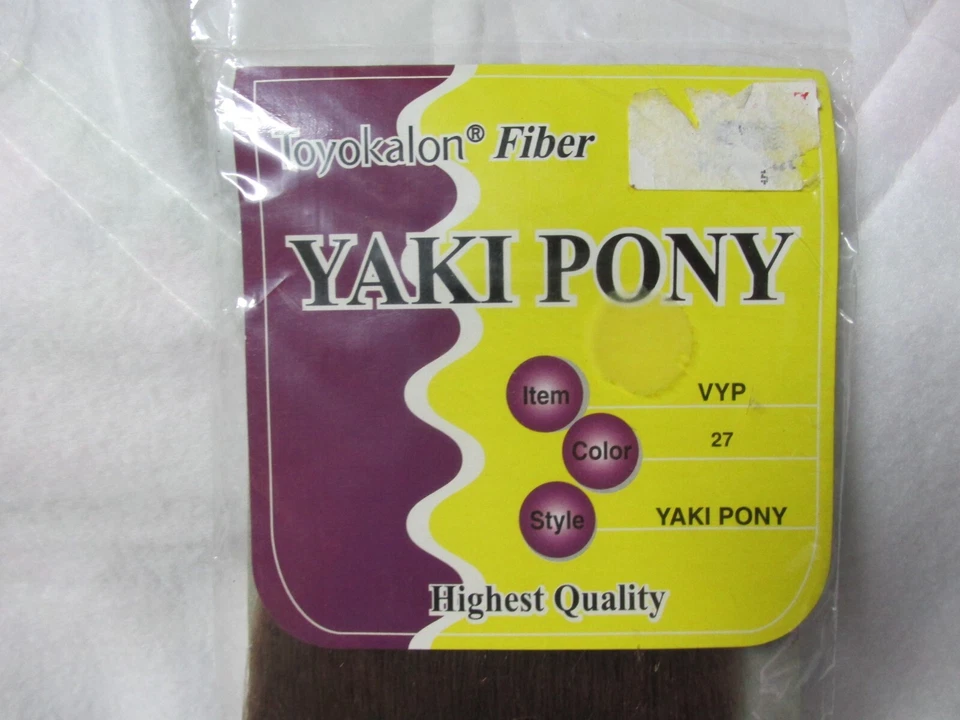 Toyokalon® Fiber
YAKI PONY
Item VYP
Color 27
Style YAKI PONY
Highest Quality